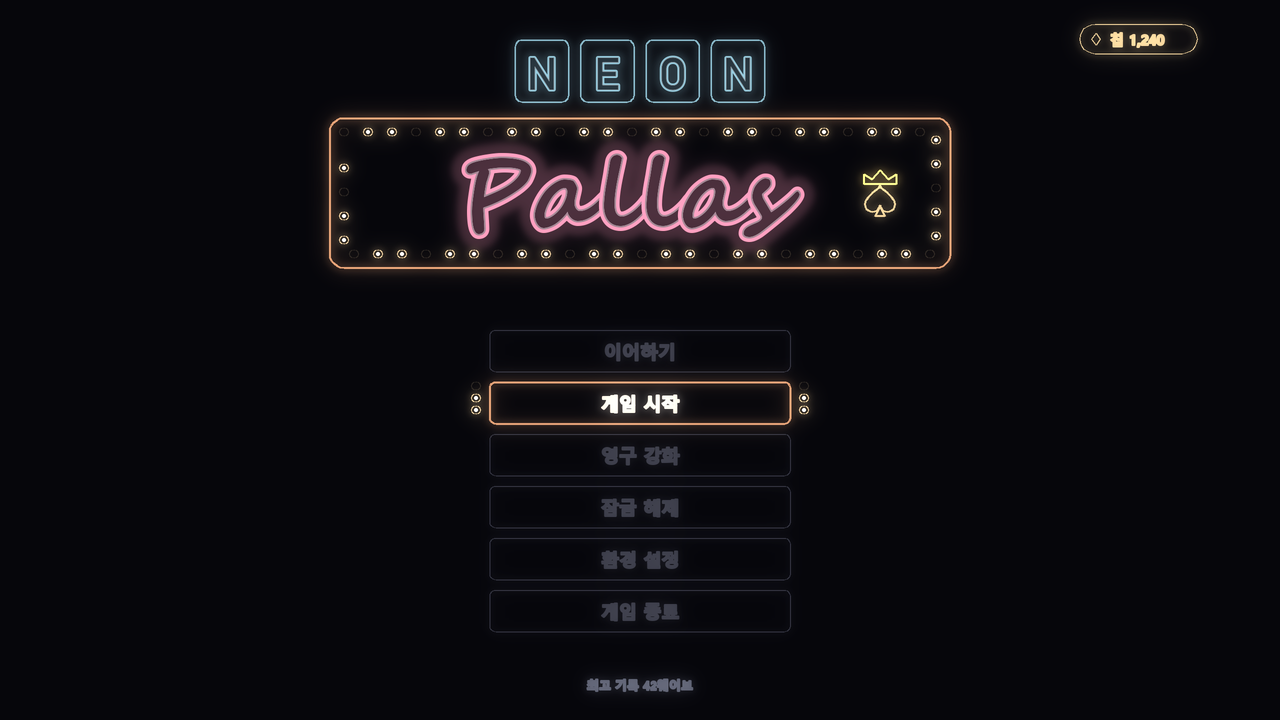 NEON
칩 1,240
Pallas
이어하기
게임 시작
영구 강화
잠금 해제
환경 설정
게임 종료
최고 기록 42웨이브